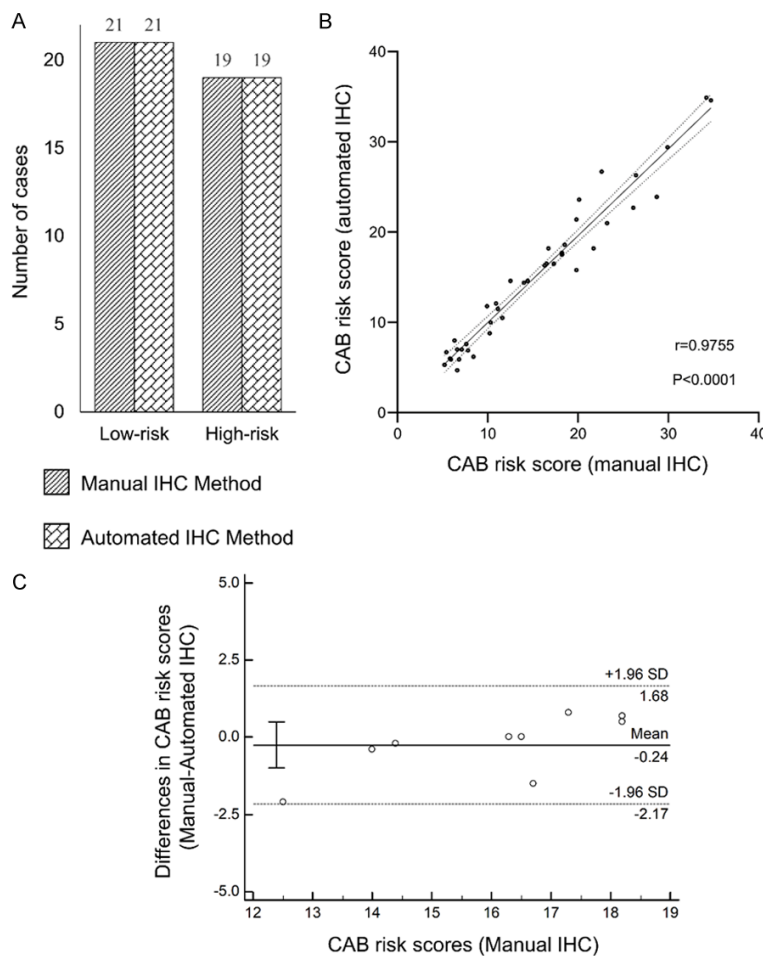 A
21 21
19 19
20
15
10
5
0
Number of cases
Low-risk High-risk
Manual IHC Method
Automated IHC Method
B
40
30
20
10
0
CAB risk score (automated IHC)
r=0.9755
P<0.0001
0 10 20 30 40
CAB risk score (manual IHC)
C
5.0
2.5
0.0
-2.5
-5.0
Differences in CAB risk scores
(Manual-Automated IHC)
+1.96 SD
1.68
Mean
-0.24
-1.96 SD
-2.17
12 13 14 15 16 17 18 19
CAB risk scores (Manual IHC)